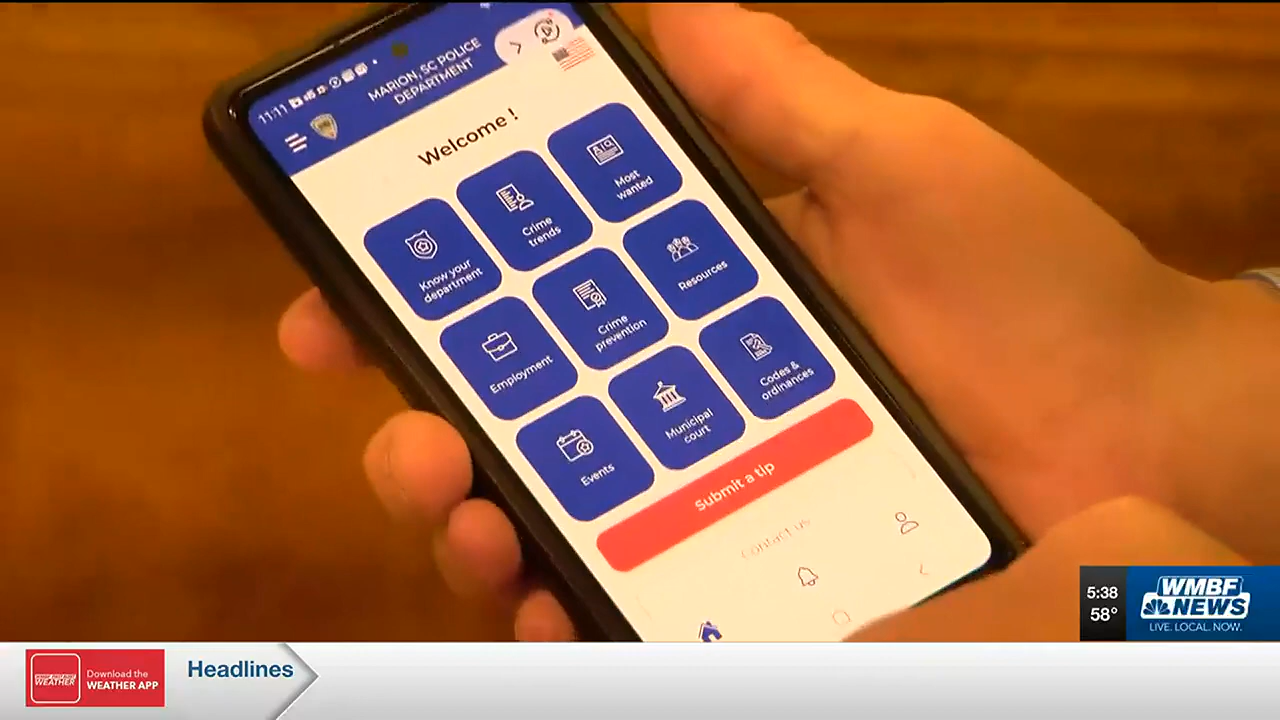 11:11
MARION, SC POLICE
DEPARTMENT
Welcome !
Know your
department
Crime
trends
Most
wanted
Employment
Crime
prevention
Resources
Events
Municipal
court
Codes &
ordinances
Submit a tip
Contact us
5:38
58°
WMBF
NEWS
LIVE. LOCAL. NOW.
WEATHER
Download the
WEATHER APP
Headlines